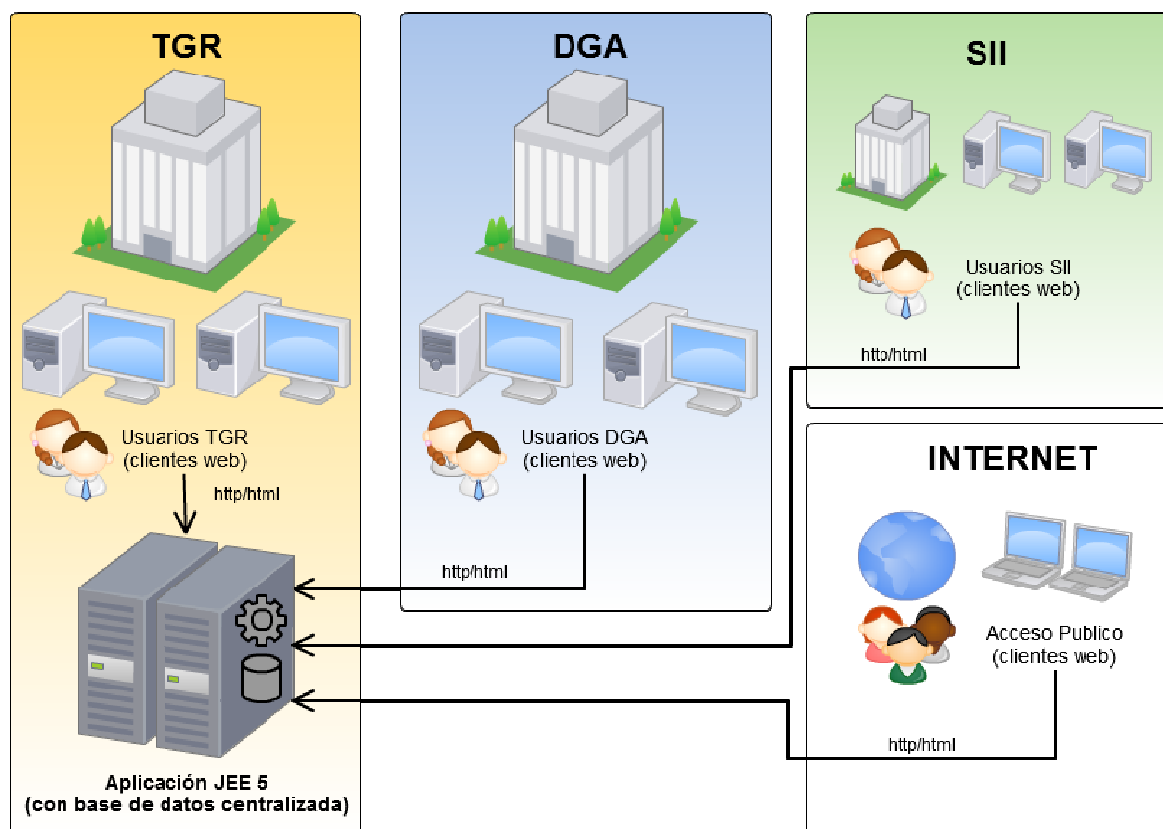 TGR
Usuarios TGR
(clientes web)
http/html
Aplicación JEE 5
(con base de datos centralizada)
DGA
Usuarios DGA
(clientes web)
http/html
SII
Usuarios SII
(clientes web)
http/html
INTERNET
Acceso Publico
(clientes web)
http/html